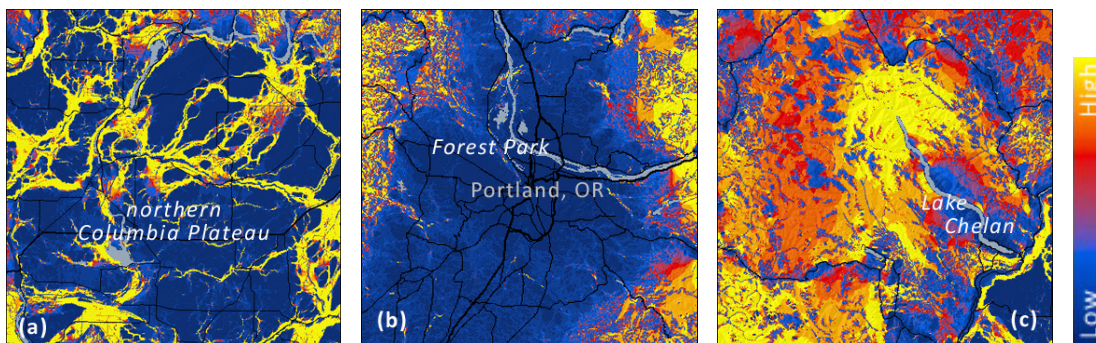 northern
Columbia Plateau
(a)
Forest Park
Portland, OR
(b)
Lake
Chelan
(c)
High
Low